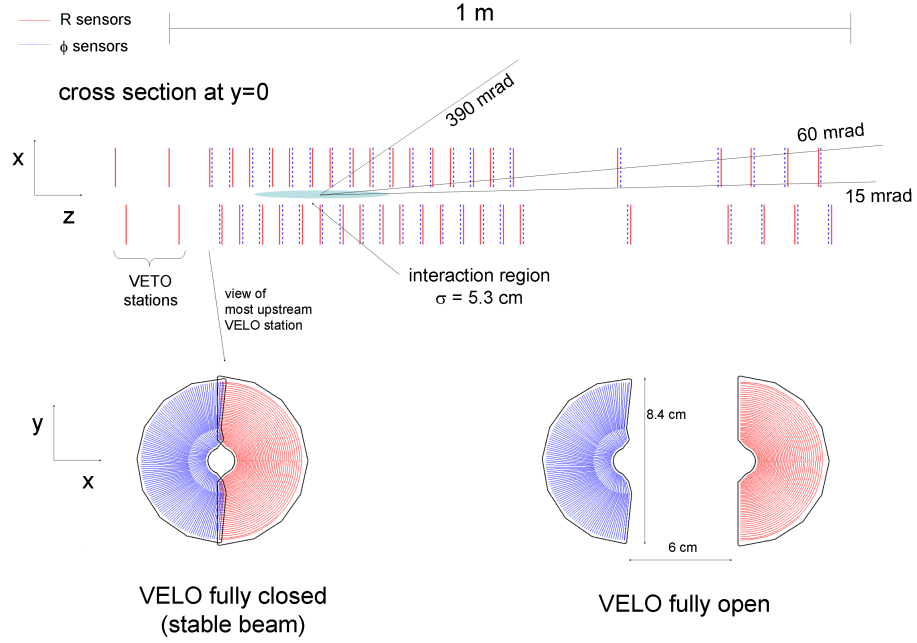 R sensors
1 m
ϕ sensors
cross section at y=0
390 mrad
60 mrad
x
z
15 mrad
VETO
stations
interaction region
σ = 5.3 cm
view of
most upstream
VELO station
y
x
8.4 cm
6 cm
VELO fully closed
(stable beam)
VELO fully open